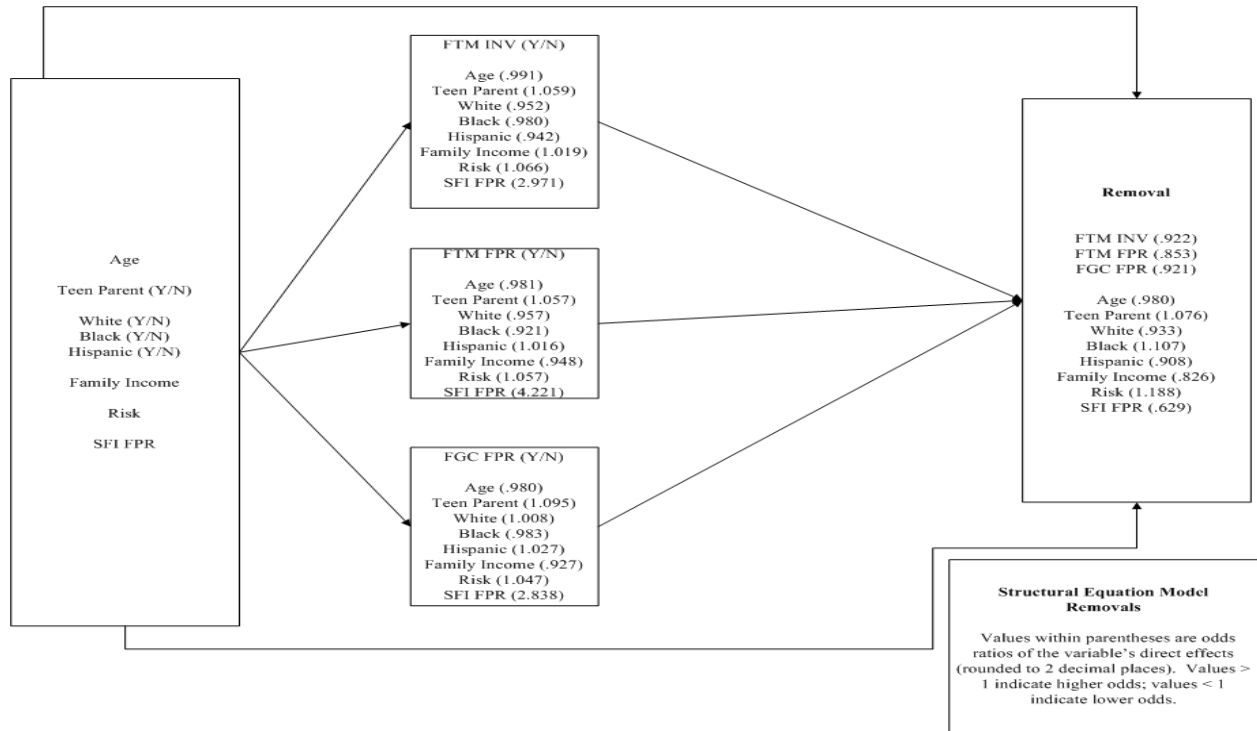 Age
Teen Parent (Y/N)
White (Y/N)
Black (Y/N)
Hispanic (Y/N)
Family Income
Risk
SFI FPR
FTM INV (Y/N)
Age (.991)
Teen Parent (1.059)
White (.952)
Black (.980)
Hispanic (.942)
Family Income (1.019)
Risk (1.066)
SFI FPR (2.971)
FTM FPR (Y/N)
Age (.981)
Teen Parent (1.057)
White (.957)
Black (.921)
Hispanic (1.016)
Family Income (.948)
Risk (1.057)
SFI FPR (4.221)
FGC FPR (Y/N)
Age (.980)
Teen Parent (1.095)
White (1.008)
Black (.983)
Hispanic (1.027)
Family Income (.927)
Risk (1.047)
SFI FPR (2.838)
Removal
FTM INV (.922)
FTM FPR (.853)
FGC FPR (.921)
Age (.980)
Teen Parent (1.076)
White (.933)
Black (1.107)
Hispanic (.908)
Family Income (.826)
Risk (1.188)
SFI FPR (.629)
Structural Equation Model
Removals
Values within parentheses are odds
ratios of the variable's direct effects
(rounded to 2 decimal places). Values >
1 indicate higher odds; values < 1
indicate lower odds.